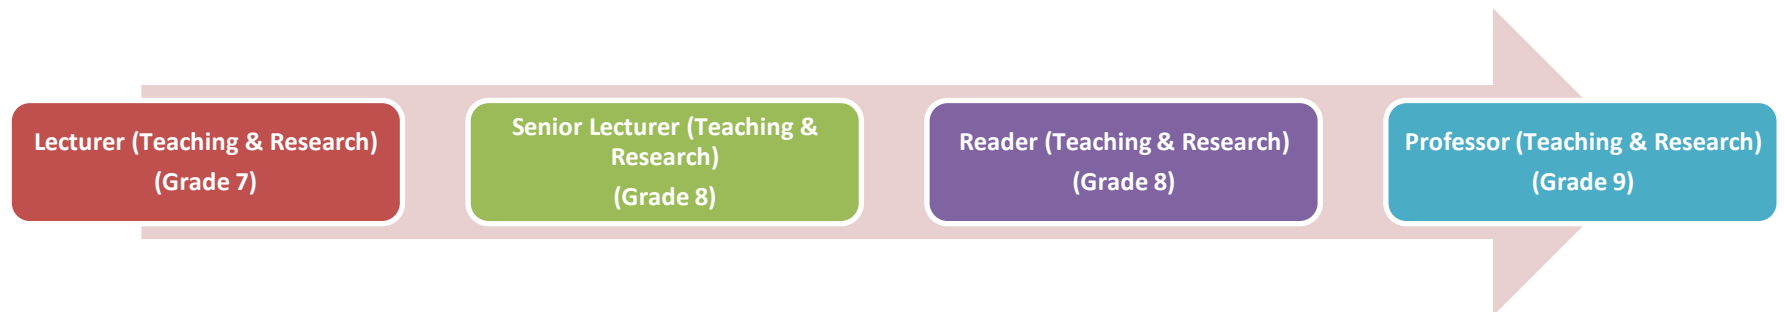 Lecturer (Teaching & Research)
(Grade 7)
Senior Lecturer (Teaching &
Research)
(Grade 8)
Reader (Teaching & Research)
(Grade 8)
Professor (Teaching & Research)
(Grade 9)